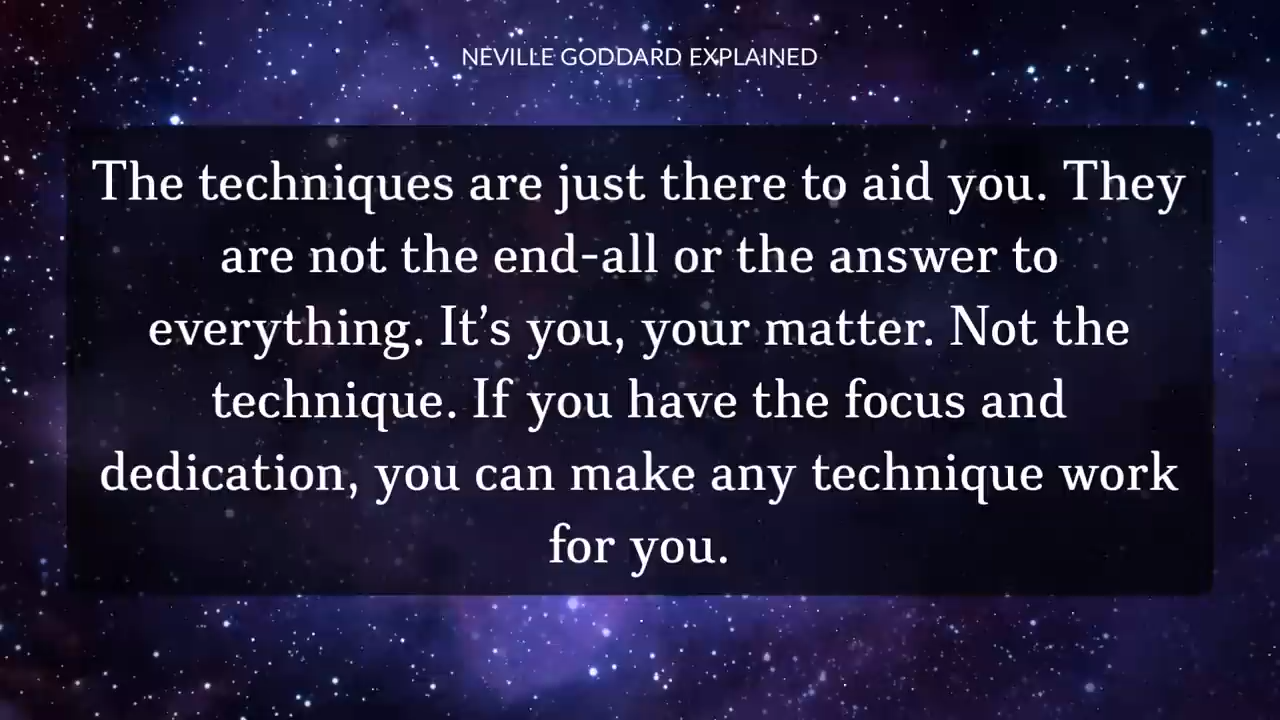 NEVILLE GODDARD EXPLAINED
The techniques are just there to aid you. They
are not the end-all or the answer to
everything. It’s you, your matter. Not the
technique. If you have the focus and
dedication, you can make any technique work
for you.